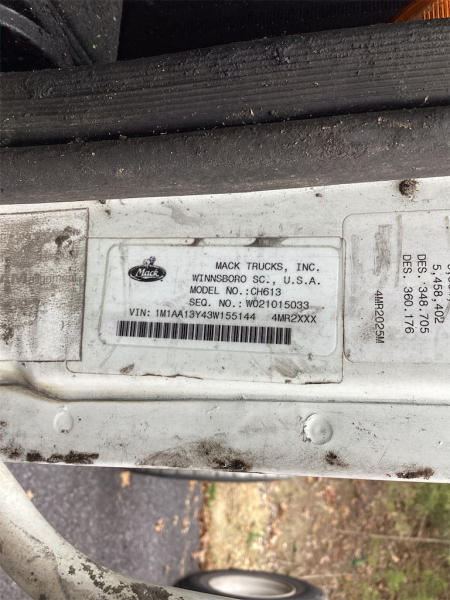 Mack
MACK TRUCKS, INC.
WINNSBORO SC., U.S.A.
MODEL NO.:CH613
SEQ. NO.: W021015033
VIN: 1M1AA13Y43W155144 4MR2XXX
5,458,402
DES. 348.705
DES. 360.176
4MR2025M